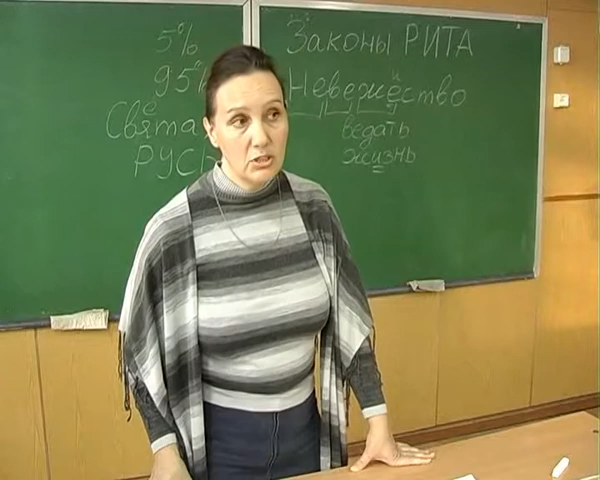 5%
95%
Свята
РУСЬ
Законы РИТА
Невежество
ведать
жизнь